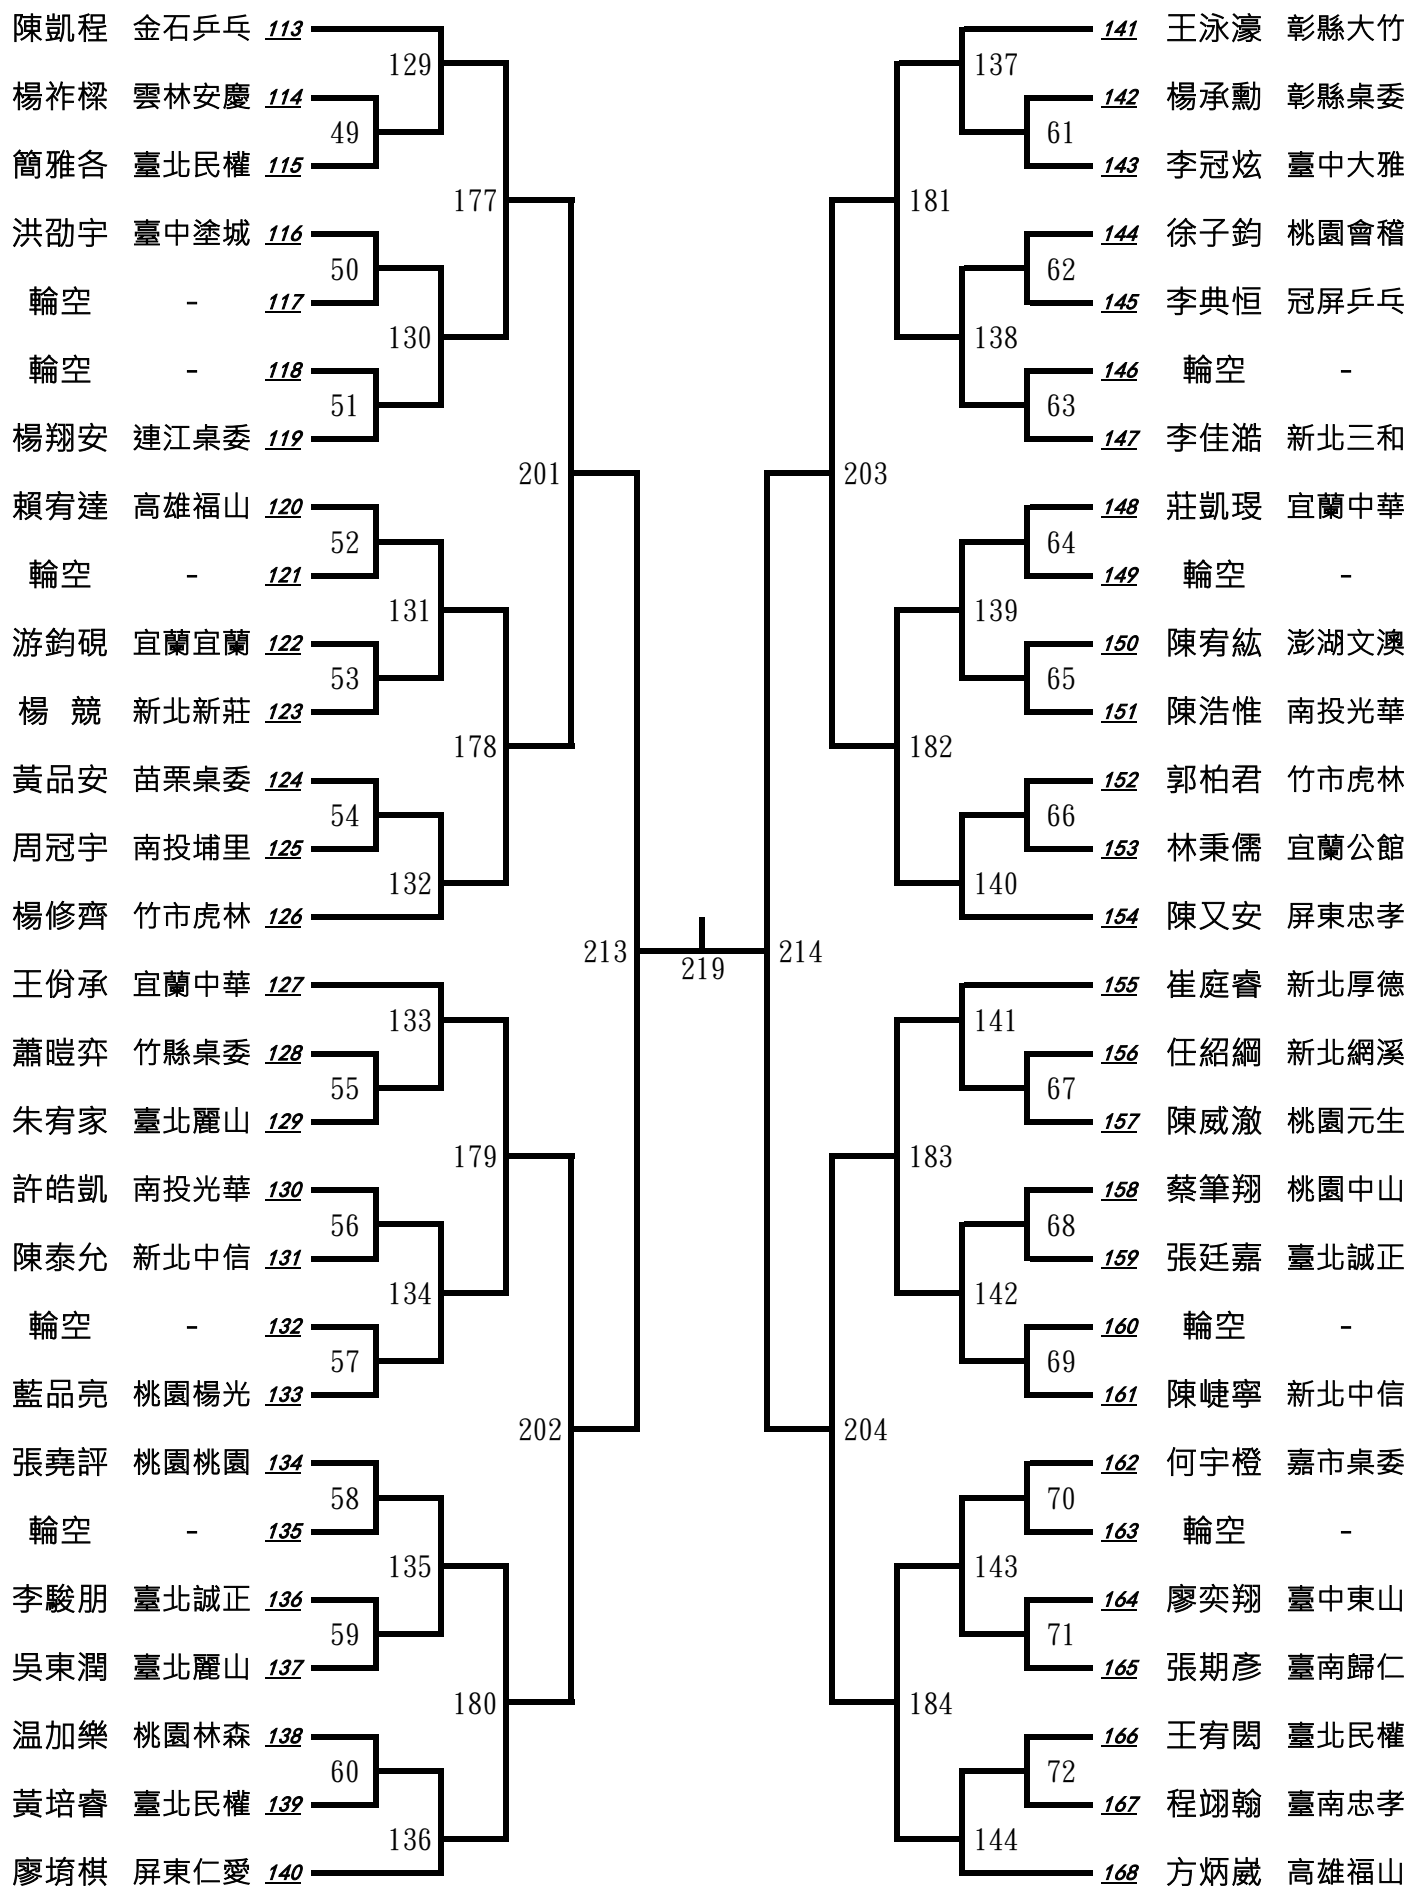 陳凱程 金石乒乓 113 141 王泳濠 彰縣大竹
129 137
楊祚樑 雲林安慶 114 142 楊承勳 彰縣桌委
49 61
簡雅各 臺北民權 115 143 李冠炫 臺中大雅
177 181
洪劭宇 臺中塗城 116 144 徐子鈞 桃園會稽
50 62
輪空 - 117 145 李典恒 冠屏乒乓
130 138
輪空 - 118 146 輪空 -
51 63
楊翔安 連江桌委 119 147 李佳澔 新北三和
201 203
賴宥達 高雄福山 120 148 莊凱琝 宜蘭中華
52 64
輪空 - 121 149 輪空 -
131 139
游鈞硯 宜蘭宜蘭 122 150 陳宥紘 澎湖文澳
53 65
楊 競 新北新莊 123 151 陳浩惟 南投光華
178 182
黃品安 苗栗桌委 124 152 郭柏君 竹市虎林
54 66
周冠宇 南投埔里 125 153 林秉儒 宜蘭公館
132 140
楊修齊 竹市虎林 126 154 陳又安 屏東忠孝
213 219 214
王佾承 宜蘭中華 127 155 崔庭睿 新北厚德
133 141
蕭暟弈 竹縣桌委 128 156 任紹綱 新北網溪
55 67
朱宥家 臺北麗山 129 157 陳威澈 桃園元生
179 183
許皓凱 南投光華 130 158 蔡筆翔 桃園中山
56 68
陳泰允 新北中信 131 159 張廷嘉 臺北誠正
134 142
輪空 - 132 160 輪空 -
57 69
藍品亮 桃園楊光 133 161 陳崨寧 新北中信
202 204
張堯評 桃園桃園 134 162 何宇橙 嘉市桌委
58 70
輪空 - 135 163 輪空 -
135 143
李駿朋 臺北誠正 136 164 廖奕翔 臺中東山
59 71
吳東潤 臺北麗山 137 165 張期彥 臺南歸仁
180 184
温加樂 桃園林森 138 166 王宥閎 臺北民權
60 72
黃培睿 臺北民權 139 167 程翊翰 臺南忠孝
136 144
廖堉棋 屏東仁愛 140 168 方炳崴 高雄福山